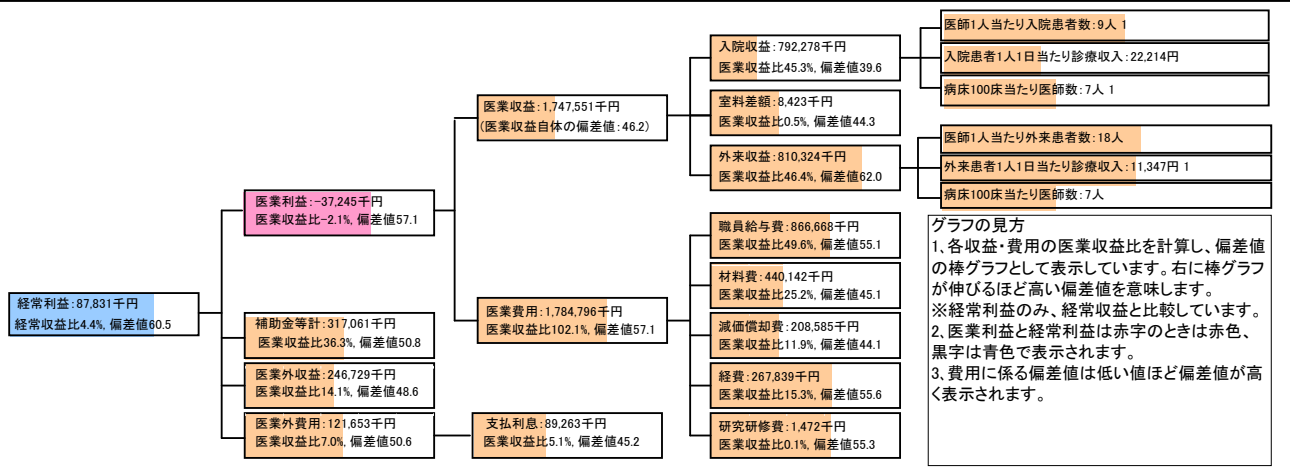 経常利益:87,831千円
経常収益比4.4%, 偏差値60.5
医業利益:-37,245千円
医業収益比-2.1%, 偏差値57.1
補助金等計:317,061千円
医業収益比36.3%, 偏差値50.8
医業外収益:246,729千円
医業収益比14.1%, 偏差値48.6
医業外費用:121,653千円
医業収益比7.0%, 偏差値50.6
医業収益:1,747,551千円
(医業収益自体の偏差値:46.2)
医業費用:1,784,796千円
医業収益比102.1%, 偏差値57.1
支払利息:89,263千円
医業収益比5.1%, 偏差値45.2
入院収益:792,278千円
医業収益比45.3%, 偏差値39.6
室料差額:8,423千円
医業収益比0.5%, 偏差値44.3
外来収益:810,324千円
医業収益比46.4%, 偏差値62.0
職員給与費:866,668千円
医業収益比49.6%, 偏差値55.1
材料費:440,142千円
医業収益比25.2%, 偏差値45.1
減価償却費:208,585千円
医業収益比11.9%, 偏差値44.1
経費:267,839千円
医業収益比15.3%, 偏差値55.6
研究研修費:1,472千円
医業収益比0.1%, 偏差値55.3
医師1人当たり入院患者数:9人 1
入院患者1人1日当たり診療収入:22,214円
病床100床当たり医師数:7人 1
医師1人当たり外来患者数:18人
外来患者1人1日当たり診療収入:11,347円 1
病床100床当たり医師数:7人
グラフの見方
1、各収益・費用の医業収益比を計算し、偏差値
の棒グラフとして表示しています。右に棒グラフ
が伸びるほど高い偏差値を意味します。
※経常利益のみ、経常収益と比較しています。
2、医業利益と経常利益は赤字のときは赤色、
黒字は青色で表示されます。
3、費用に係る偏差値は低い値ほど偏差値が高
く表示されます。